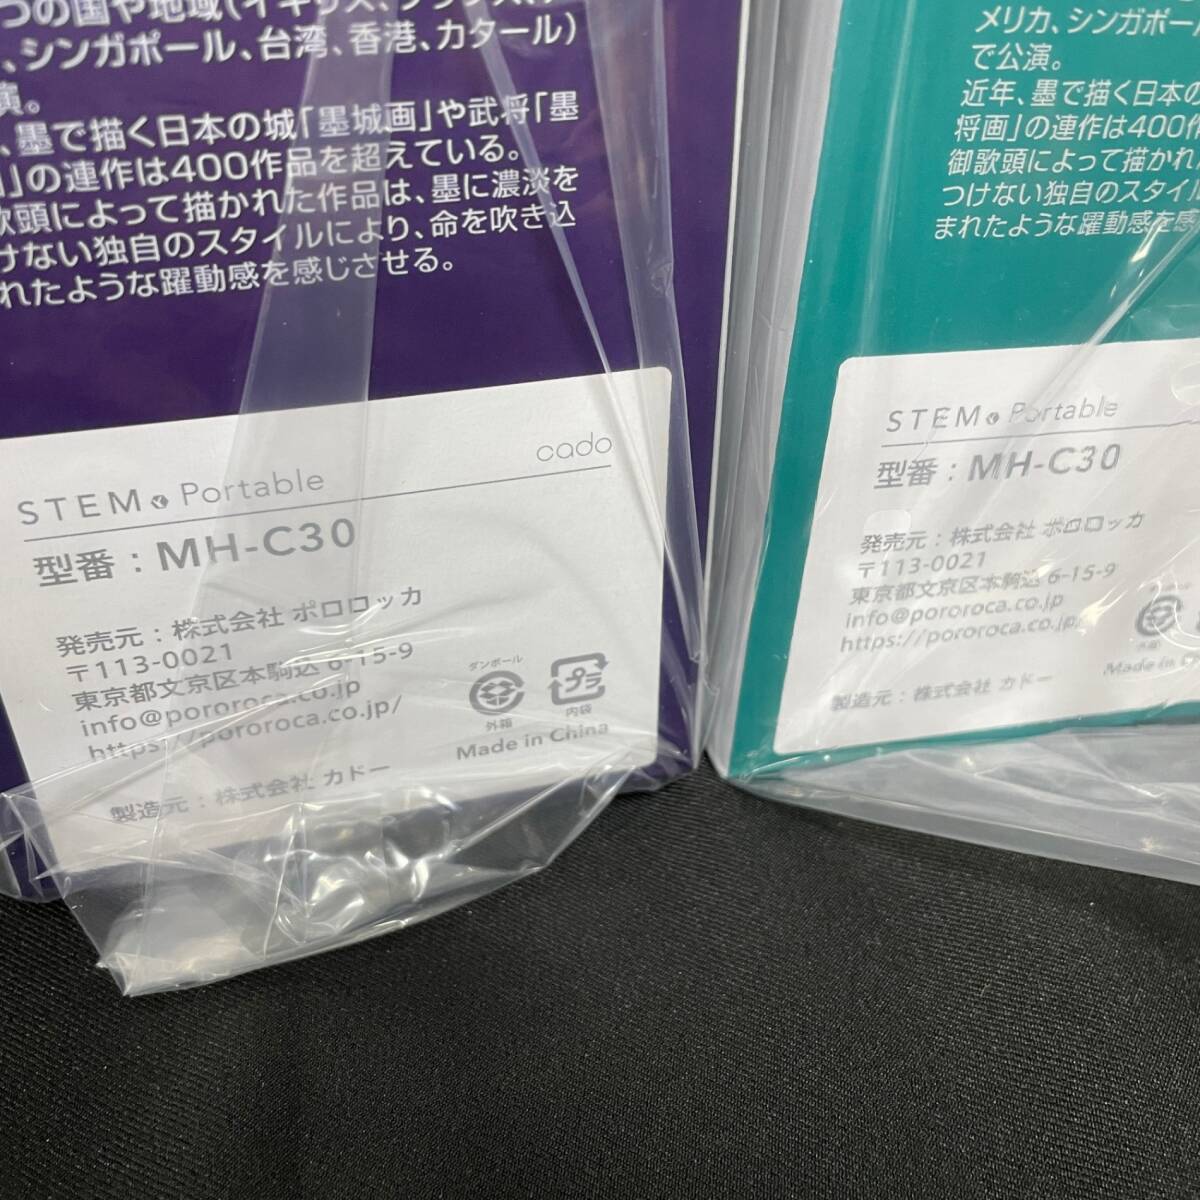 つの国や地域(イギリス、フランス、
、シンガポール、台湾、香港、カタール)
演。
、墨で描く日本の城「墨城画」や武将「墨
画」の連作は400作品を超えている。
歌頭によって描かれた作品は、墨に濃淡を
けない独自のスタイルにより、命を吹き込
れたような躍動感を感じさせる。
cado
STEM Portable
型番：MH-C30
発売元：株式会社 ポロロッカ
〒113-0021
東京都文京区本駒込 6-15-9
info@pororoca.co.jp
https://pororoca.co.jp/
製造元：株式会社 カドー
ダンボール
外箱
プラ
内袋
Made in China
メリカ、シンガポール
で公演。
近年、墨で描く日本の
将画」の連作は400作
御歌頭によって描かれ
つけない独自のスタイル
まれたような躍動感を感
STEM Portable
型番：MH-C30
発売元：株式会社 ポロロッカ
〒113-0021
東京都文京区本駒込 6-15-9
info@pororoca.co.jp
https://pororoca.co.jp/
外箱
Made in Ch
製造元：株式会社 カドー